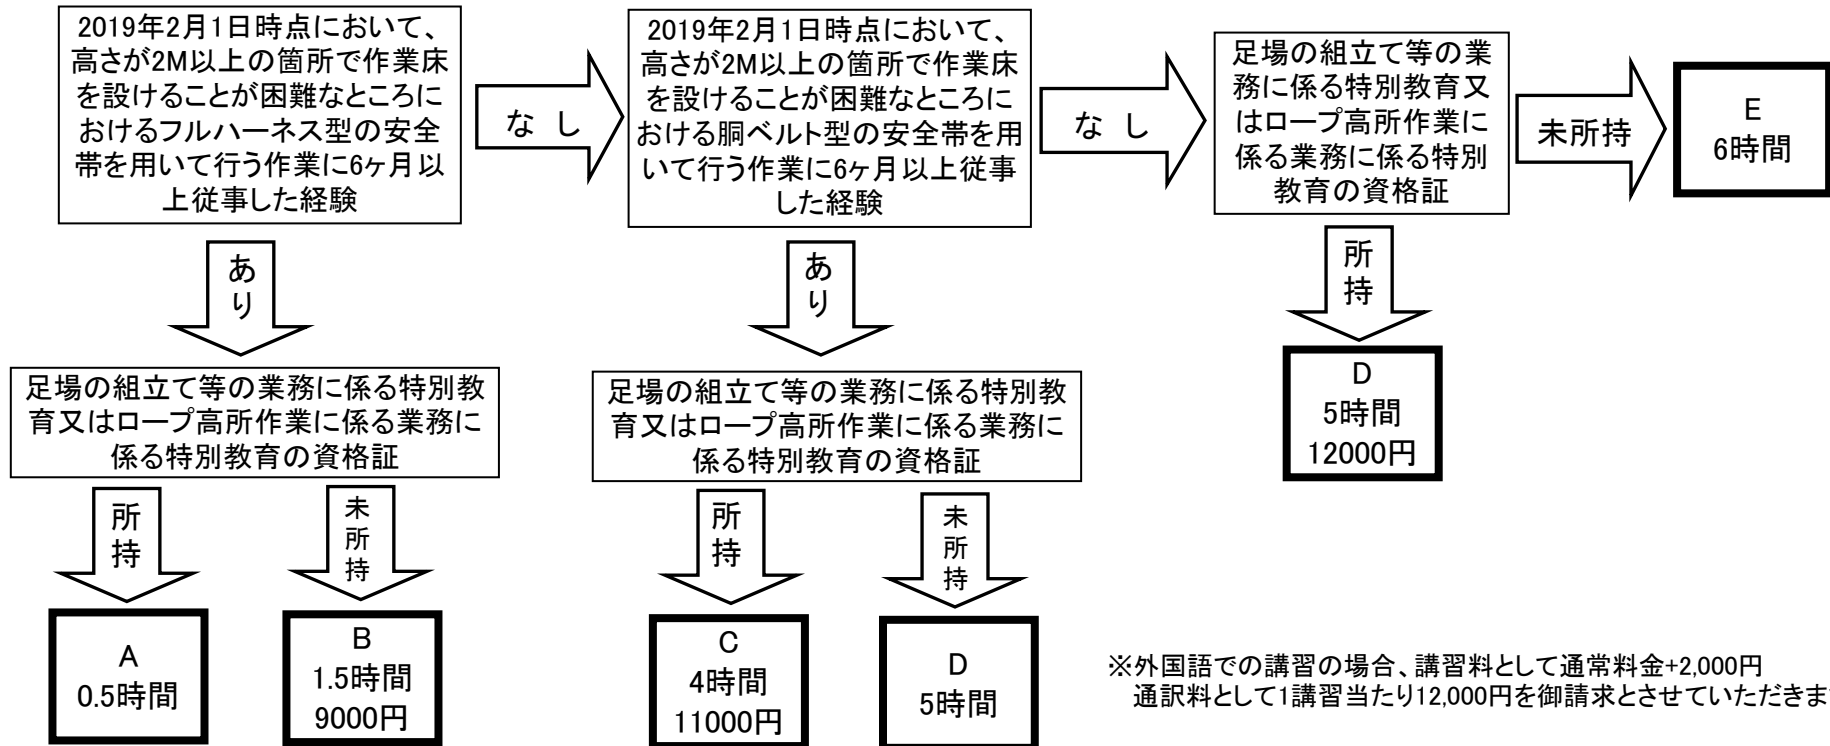 2019年2月1日時点において、
高さが2M以上の箇所で作業床
を設けることが困難なところに
おけるフルハーネス型の安全
帯を用いて行う作業に6ヶ月以
上従事した経験
なし
2019年2月1日時点において、
高さが2M以上の箇所で作業床
を設けることが困難なところに
おける胴ベルト型の安全帯を用
いて行う作業に6ヶ月以上従事
した経験
なし
足場の組立て等の業
務に係る特別教育又
はロープ高所作業に
係る業務に係る特別
教育の資格証
未所持
E
6時間
あり
あり
所持
足場の組立て等の業務に係る特別教
育又はロープ高所作業に係る業務に
係る特別教育の資格証
足場の組立て等の業務に係る特別教
育又はロープ高所作業に係る業務に
係る特別教育の資格証
D
5時間
12000円
所持
未所持
所持
未所持
A
0.5時間
B
1.5時間
9000円
C
4時間
11000円
D
5時間
※外国語での講習の場合、講習料として通常料金+2,000円
通訳料として1講習当たり12,000円を御請求とさせていただきま